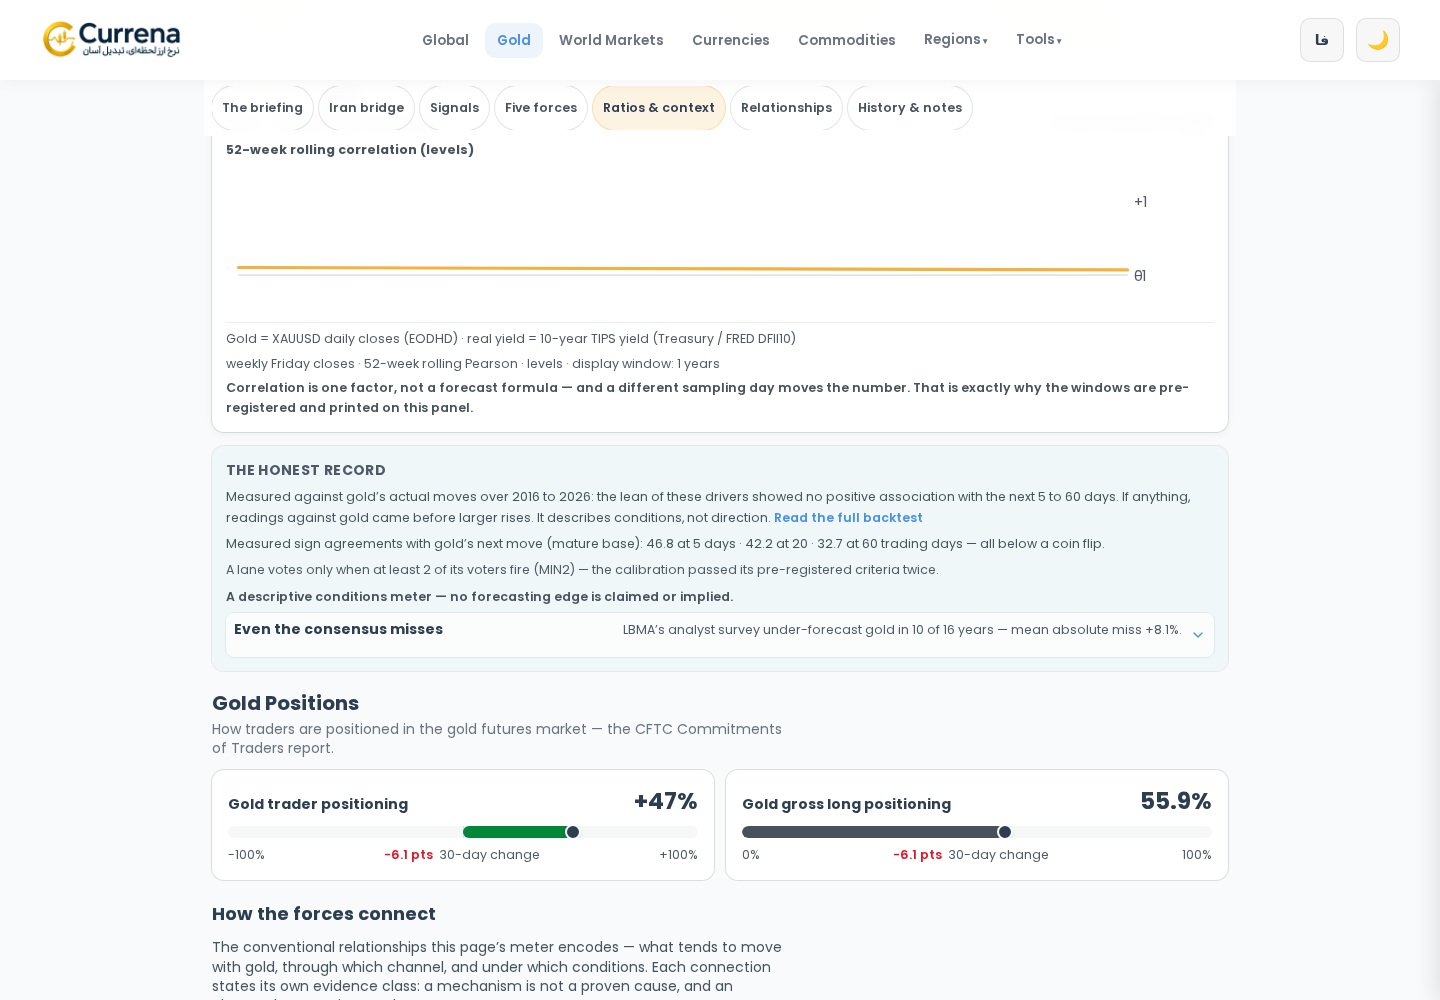 Currena
نرخ ارز لحظه‌ای، تبدیل آسان
Global
Gold
World Markets
Currencies
Commodities
Regions ▾
Tools ▾
فا
The briefing
Iran bridge
Signals
Five forces
Ratios & context
Relationships
History & notes
52-week rolling correlation (levels)
+1
Gold = XAUUSD daily closes (EODHD) · real yield = 10-year TIPS yield (Treasury / FRED DFII10)
weekly Friday closes · 52-week rolling Pearson · levels · display window: 1 years
Correlation is one factor, not a forecast formula — and a different sampling day moves the number. That is exactly why the windows are pre-
registered and printed on this panel.
THE HONEST RECORD
Measured against gold’s actual moves over 2016 to 2026: the lean of these drivers showed no positive association with the next 5 to 60 days. If anything,
readings against gold came before larger rises. It describes conditions, not direction. Read the full backtest
Measured sign agreements with gold’s next move (mature base): 46.8 at 5 days · 42.2 at 20 · 32.7 at 60 trading days — all below a coin flip.
A lane votes only when at least 2 of its voters fire (MIN2) — the calibration passed its pre-registered criteria twice.
A descriptive conditions meter — no forecasting edge is claimed or implied.
Even the consensus misses
LBMA’s analyst survey under-forecast gold in 10 of 16 years — mean absolute miss +8.1%.
Gold Positions
How traders are positioned in the gold futures market — the CFTC Commitments
of Traders report.
Gold trader positioning
+47%
-100%
-6.1 pts 30-day change
+100%
Gold gross long positioning
55.9%
0%
-6.1 pts 30-day change
100%
How the forces connect
The conventional relationships this page’s meter encodes — what tends to move
with gold, through which channel, and under which conditions. Each connection
states its own evidence class: a mechanism is not a proven cause, and an